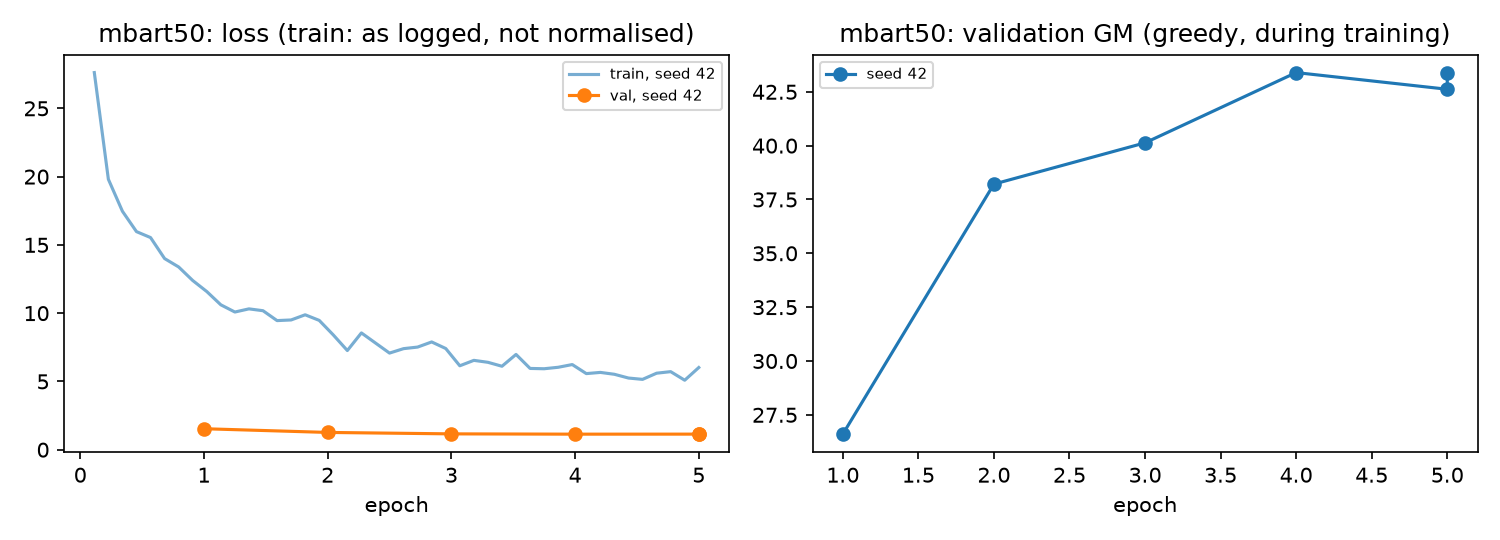 mbart50: loss (train: as logged, not normalised)
train, seed 42
val, seed 42
25
20
15
10
5
0
0 1 2 3 4 5
epoch
mbart50: validation GM (greedy, during training)
seed 42
42.5
40.0
37.5
35.0
32.5
30.0
27.5
1.0 1.5 2.0 2.5 3.0 3.5 4.0 4.5 5.0
epoch